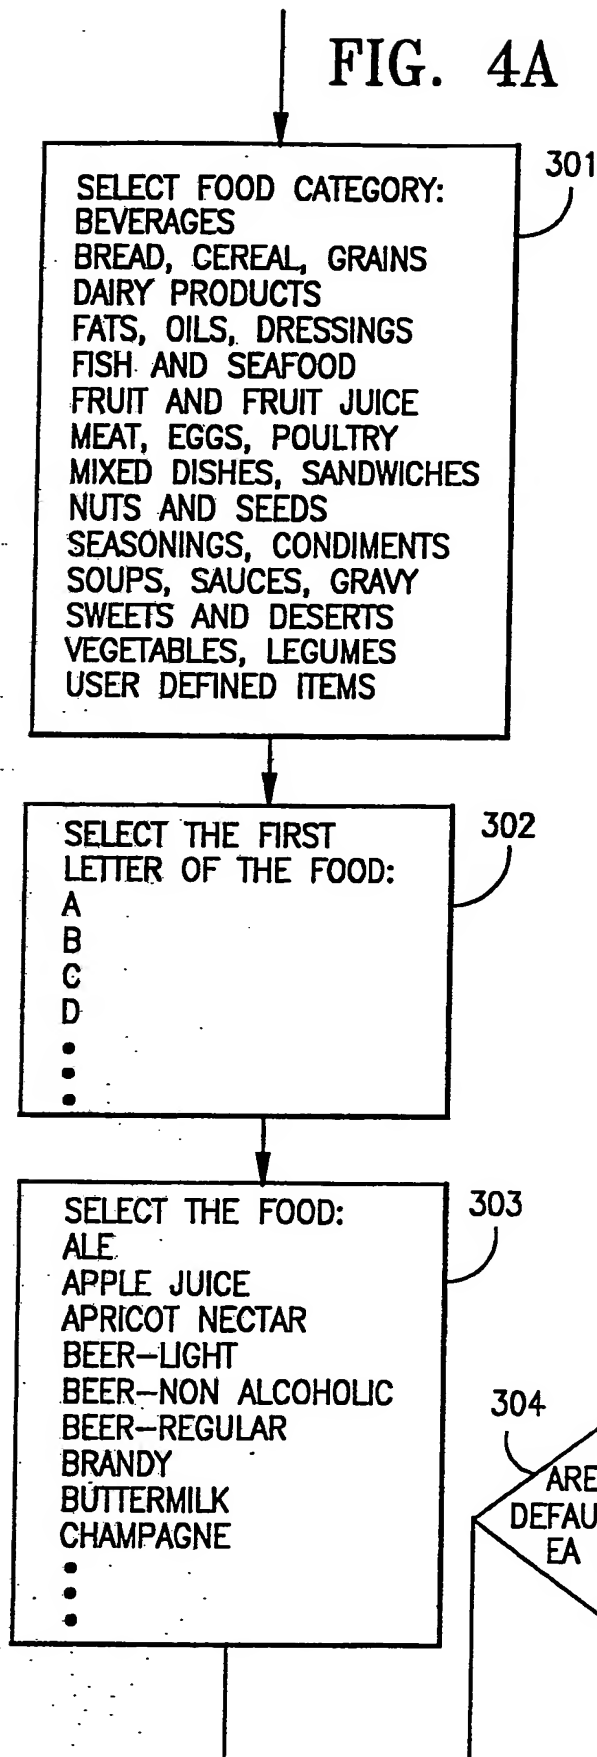 FIG. 4A
301
SELECT FOOD CATEGORY:
BEVERAGES
BREAD, CEREAL, GRAINS
DAIRY PRODUCTS
FATS, OILS, DRESSINGS
FISH AND SEAFOOD
FRUIT AND FRUIT JUICE
MEAT, EGGS, POULTRY
MIXED DISHES, SANDWICHES
NUTS AND SEEDS
SEASONINGS, CONDIMENTS
SOUPS, SAUCES, GRAVY
SWEETS AND DESERTS
VEGETABLES, LEGUMES
USER DEFINED ITEMS
302
SELECT THE FIRST
LETTER OF THE FOOD:
A
B
C
D
303
SELECT THE FOOD:
ALE
APPLE JUICE
APRICOT NECTAR
BEER-LIGHT
BEER-NON ALCOHOLIC
BEER-REGULAR
BRANDY
BUTTERMILK
CHAMPAGNE
304
ARE
DEFAU
EA